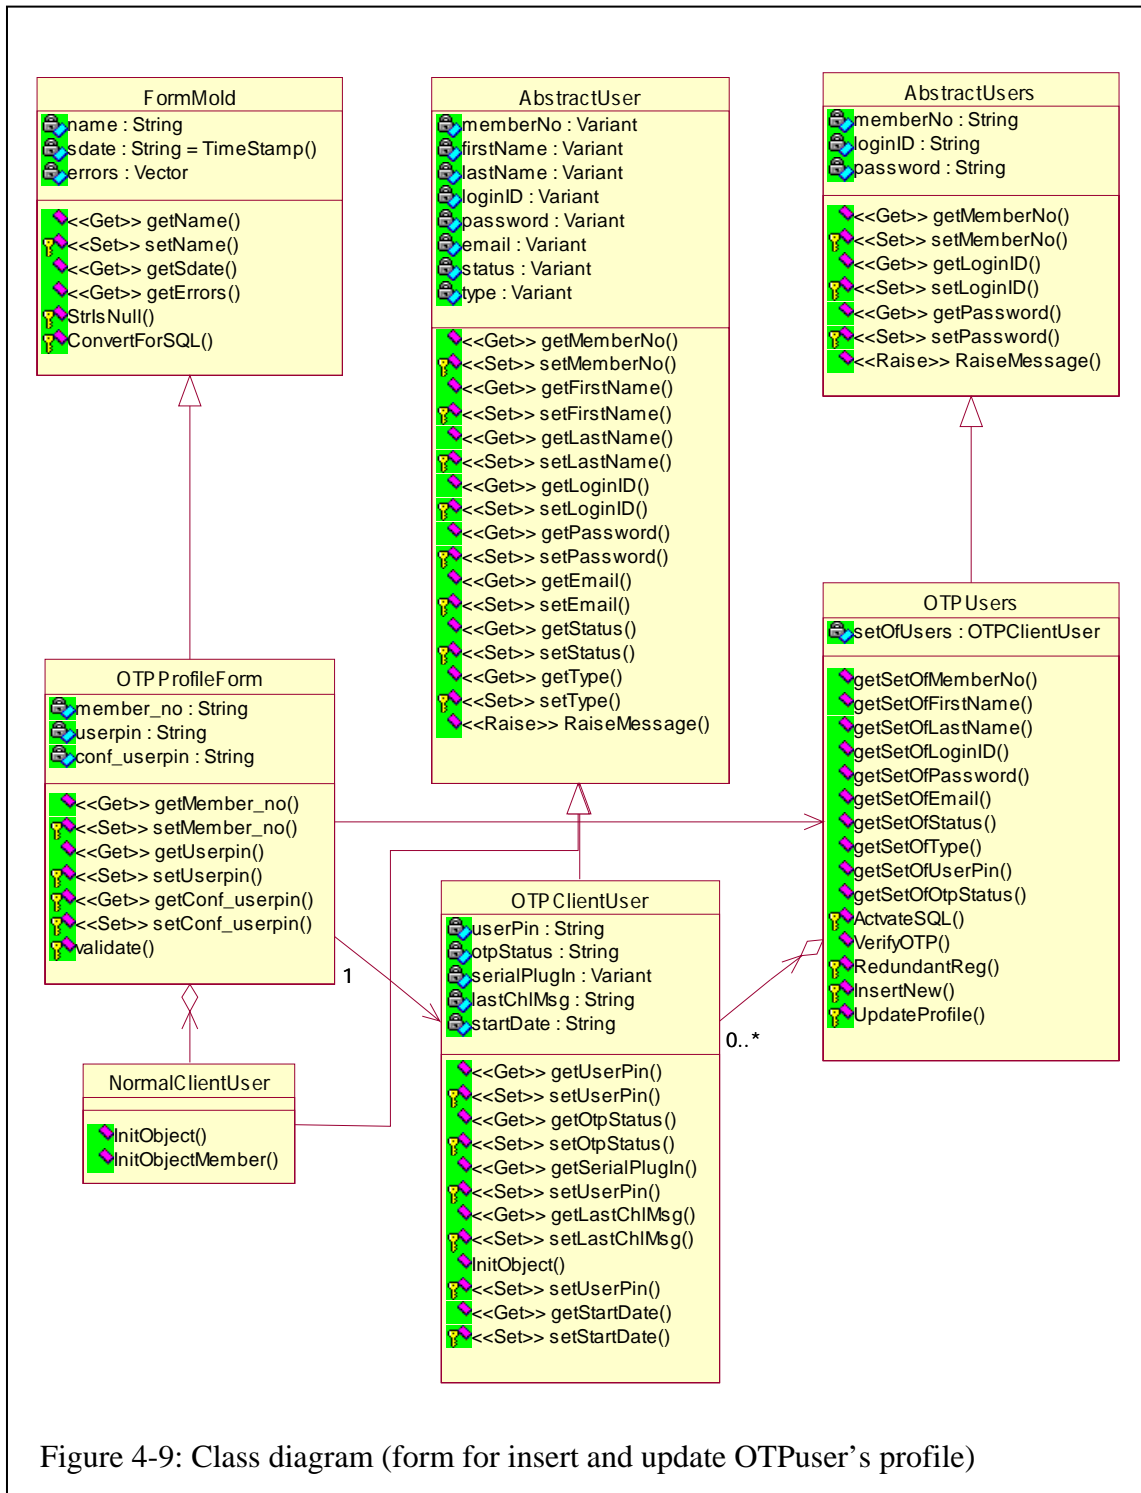 FormMold
name : String
sdate : String = TimeStamp()
errors : Vector
<<Get>> getName()
<<Set>> setName()
<<Get>> getSdate()
<<Get>> getErrors()
StrIsNull()
ConvertForSQL()
AbstractUser
memberNo : Variant
firstName : Variant
lastName : Variant
loginID : Variant
password : Variant
email : Variant
status : Variant
type : Variant
<<Get>> getMemberNo()
<<Set>> setMemberNo()
<<Get>> getFirstName()
<<Set>> setFirstName()
<<Get>> getLastName()
<<Set>> setLastName()
<<Get>> getLoginID()
<<Set>> setLoginID()
<<Get>> getPassword()
<<Set>> setPassword()
<<Get>> getEmail()
<<Set>> setEmail()
<<Get>> getStatus()
<<Set>> setStatus()
<<Get>> getType()
<<Set>> setType()
<<Raise>> RaiseMessage()
AbstractUsers
memberNo : String
loginID : String
password : String
<<Get>> getMemberNo()
<<Set>> setMemberNo()
<<Get>> getLoginID()
<<Set>> setLoginID()
<<Get>> getPassword()
<<Set>> setPassword()
<<Raise>> RaiseMessage()
OTPProfileForm
member_no : String
userpin : String
conf_userpin : String
<<Get>> getMember_no()
<<Set>> setMember_no()
<<Get>> getUserpin()
<<Set>> setUserpin()
<<Get>> getConf_userpin()
<<Set>> setConf_userpin()
validate()
1
OTPUsers
setOfUsers : OTPClientUser
getSetOfMemberNo()
getSetOfFirstName()
getSetOfLastName()
getSetOfLoginID()
getSetOfPassword()
getSetOfEmail()
getSetOfStatus()
getSetOfType()
getSetOfUserPin()
getSetOfOtpStatus()
ActvateSQL()
VerifyOTP()
RedundantReg()
InsertNew()
UpdateProfile()
OTPClientUser
userPin : String
otpStatus : String
serialPlugIn : Variant
lastChlMsg : String
startDate : String
0..*
<<Get>> getUserPin()
<<Set>> setUserPin()
<<Get>> getOtpStatus()
<<Set>> setOtpStatus()
<<Get>> getSerialPlugIn()
<<Set>> setUserPin()
<<Get>> getLastChlMsg()
<<Set>> setLastChlMsg()
InitObject()
<<Set>> setUserPin()
<<Get>> getStartDate()
<<Set>> setStartDate()
NormalClientUser
InitObject()
InitObjectMember()
Figure 4-9: Class diagram (form for insert and update OTPuser’s profile)